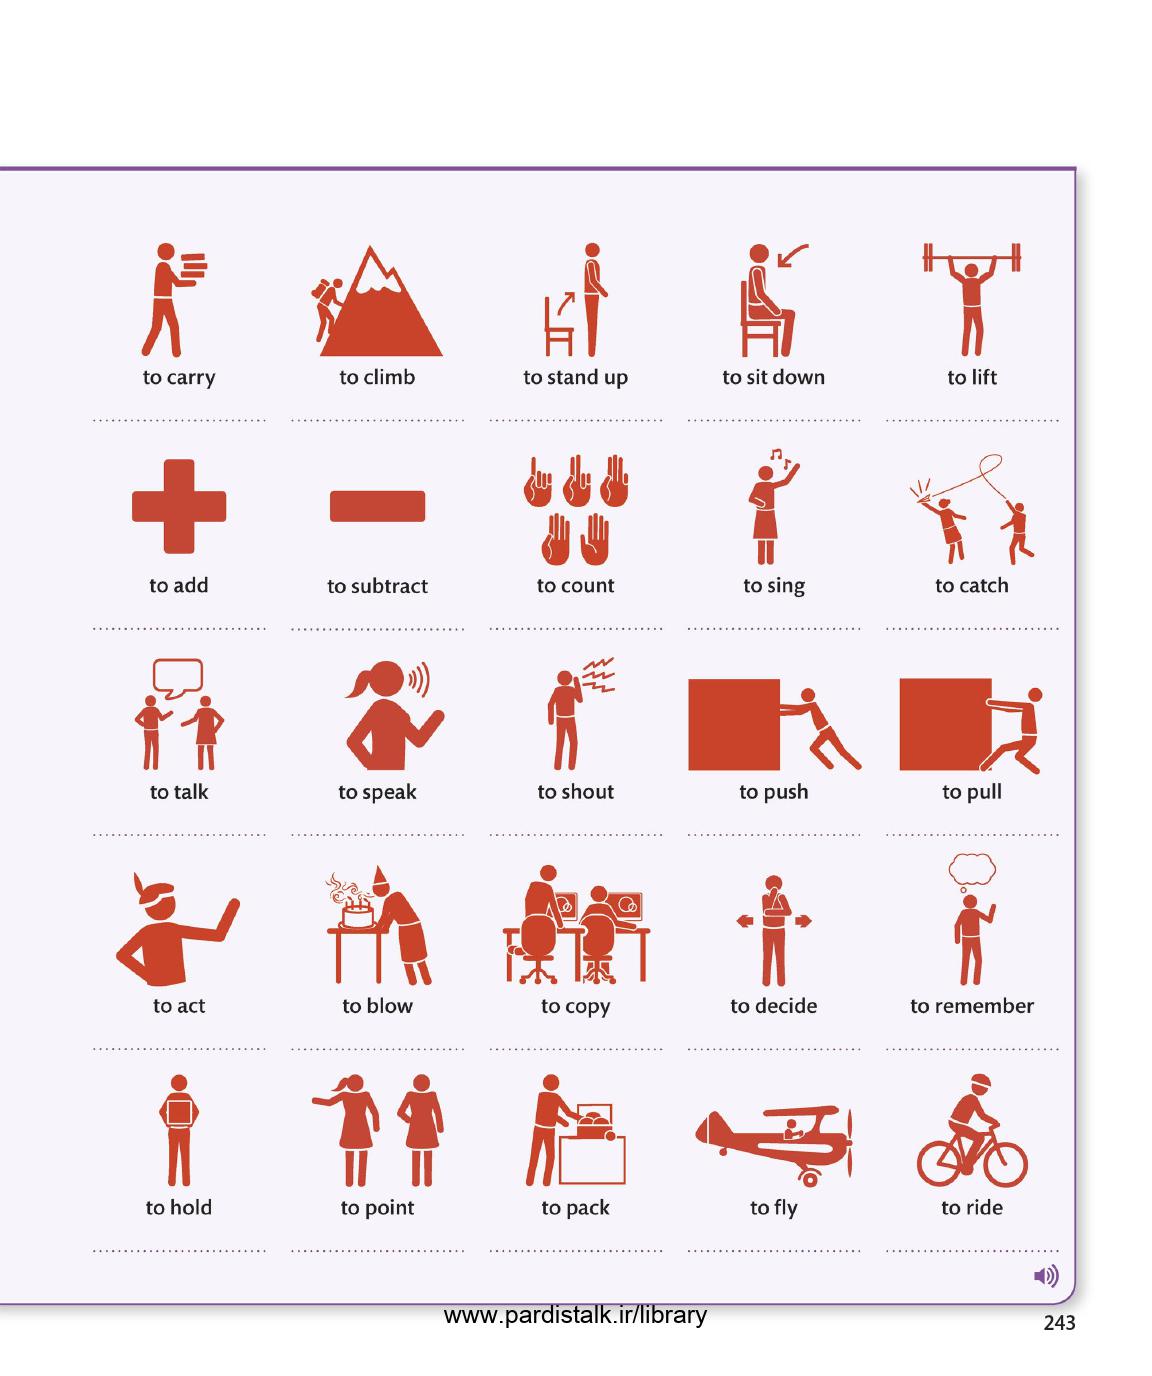 to carry
to climb
to stand up
to sit down
to lift
to add
to subtract
to count
to sing
to catch
to talk
to speak
to shout
to push
to pull
to act
to blow
to copy
to decide
to remember
to hold
to point
to pack
to fly
to ride
www.pardistalk.ir/library
243